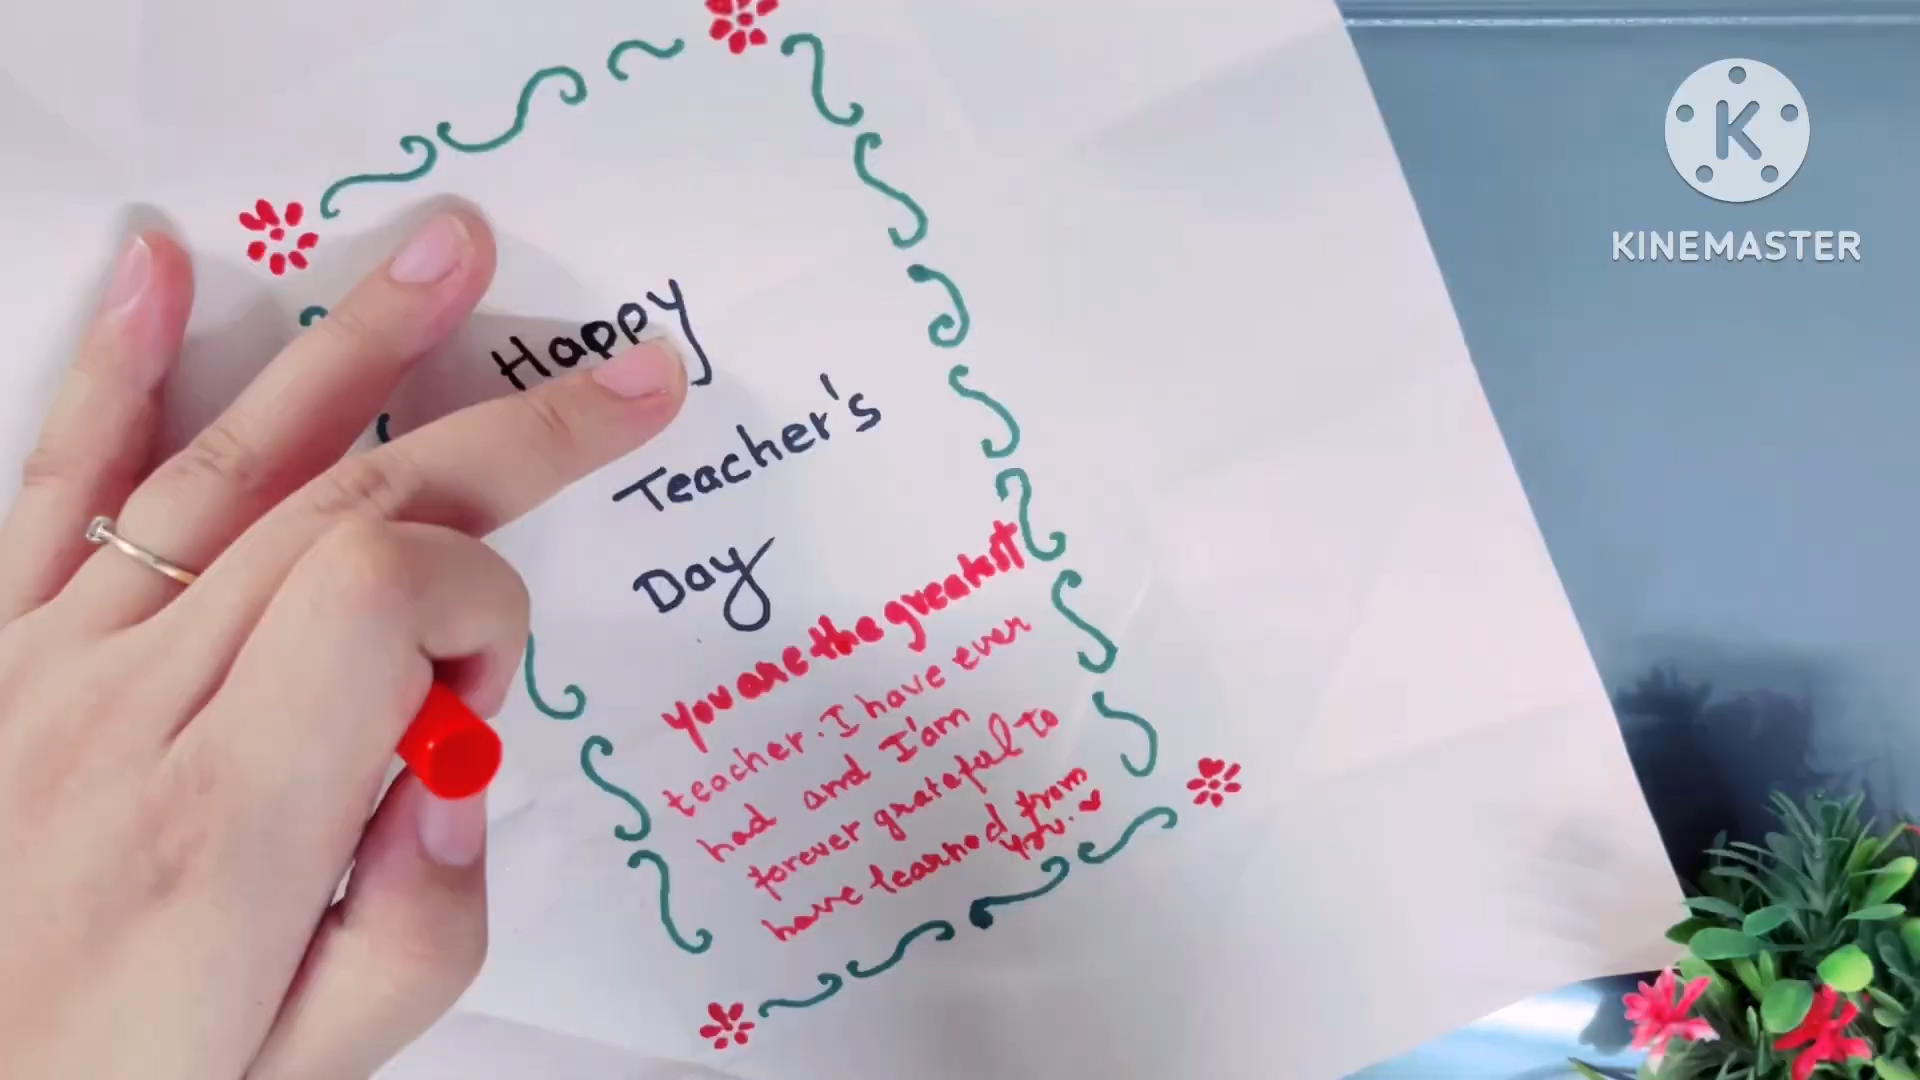 Happy
Teacher's
Day
you are the greatest
teacher. I have ever
had and I'am
forever grateful to
have learned from
you.
KINEMASTER